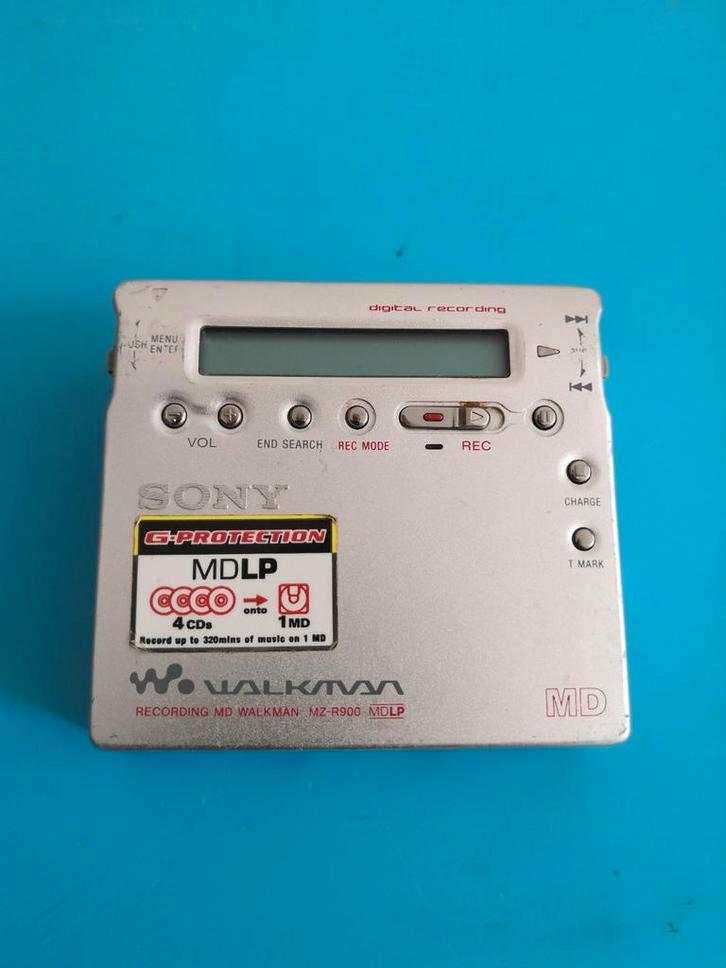 digital recording
MENU
ENTER
VOL
END SEARCH
REC MODE
REC
CHARGE
T MARK
SONY
G-PROTECTION
MDLP
4 CDs onto 1 MD
Record up to 320mins of music on 1 MD
WALKMAN
RECORDING MD WALKMAN MZ-R900 MDLP
MD